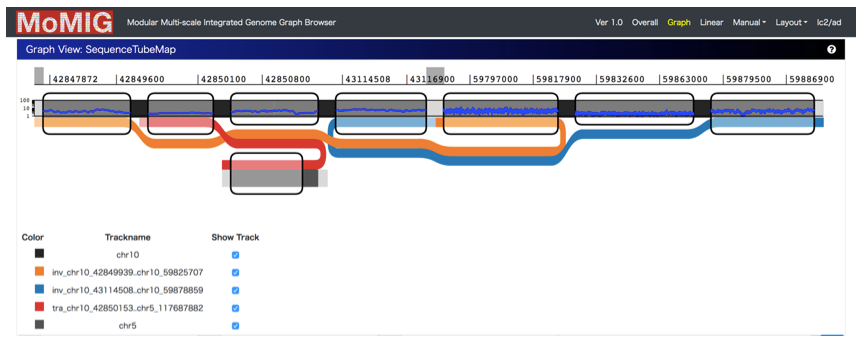 MoMIG Modular Multi-scale Integrated Genome Graph Browser Ver 1.0 Overall Graph Linear Manual Layout lc2/ad
Graph View: SequenceTubeMap ?
|42847872 |42849600 |42850100 |42850800 |43114508 |43116900 |59797000 |59817900 |59832600 |59863000 |59879500 |59886900
100
10
1
Color Trackname Show Track
chr10
inv_chr10_42849939..chr10_59825707
inv_chr10_43114508..chr10_59878859
tra_chr10_42850153..chr5_117687882
chr5